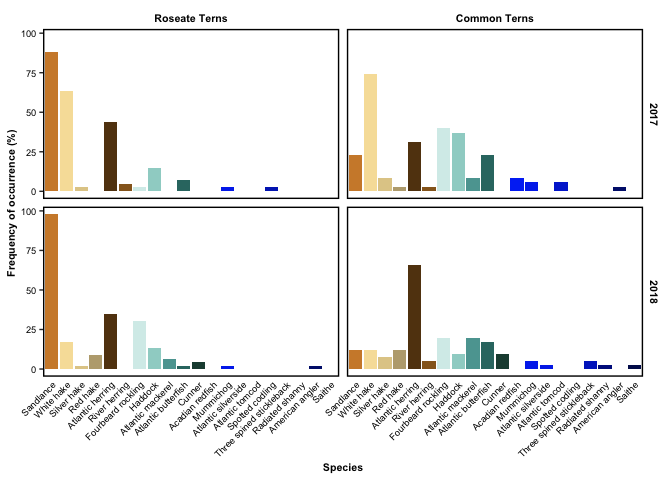 Roseate Terns
Common Terns
Frequency of occurrence (%)
100
75
50
25
0
2017
100
75
50
25
0
2018
Sandlance
White hake
Silver hake
Red hake
Atlantic herring
River herring
Fourbeard rockling
Haddock
Atlantic mackerel
Atlantic butterfish
Cunner
Acadian redfish
Mummichog
Atlantic silverside
Atlantic tomcod
Spotted codling
Three spined stickleback
Radiated shanny
American angler
Saithe
Sandlance
White hake
Silver hake
Red hake
Atlantic herring
River herring
Fourbeard rockling
Haddock
Atlantic mackerel
Atlantic butterfish
Cunner
Acadian redfish
Mummichog
Atlantic silverside
Atlantic tomcod
Spotted codling
Three spined stickleback
Radiated shanny
American angler
Saithe
Species